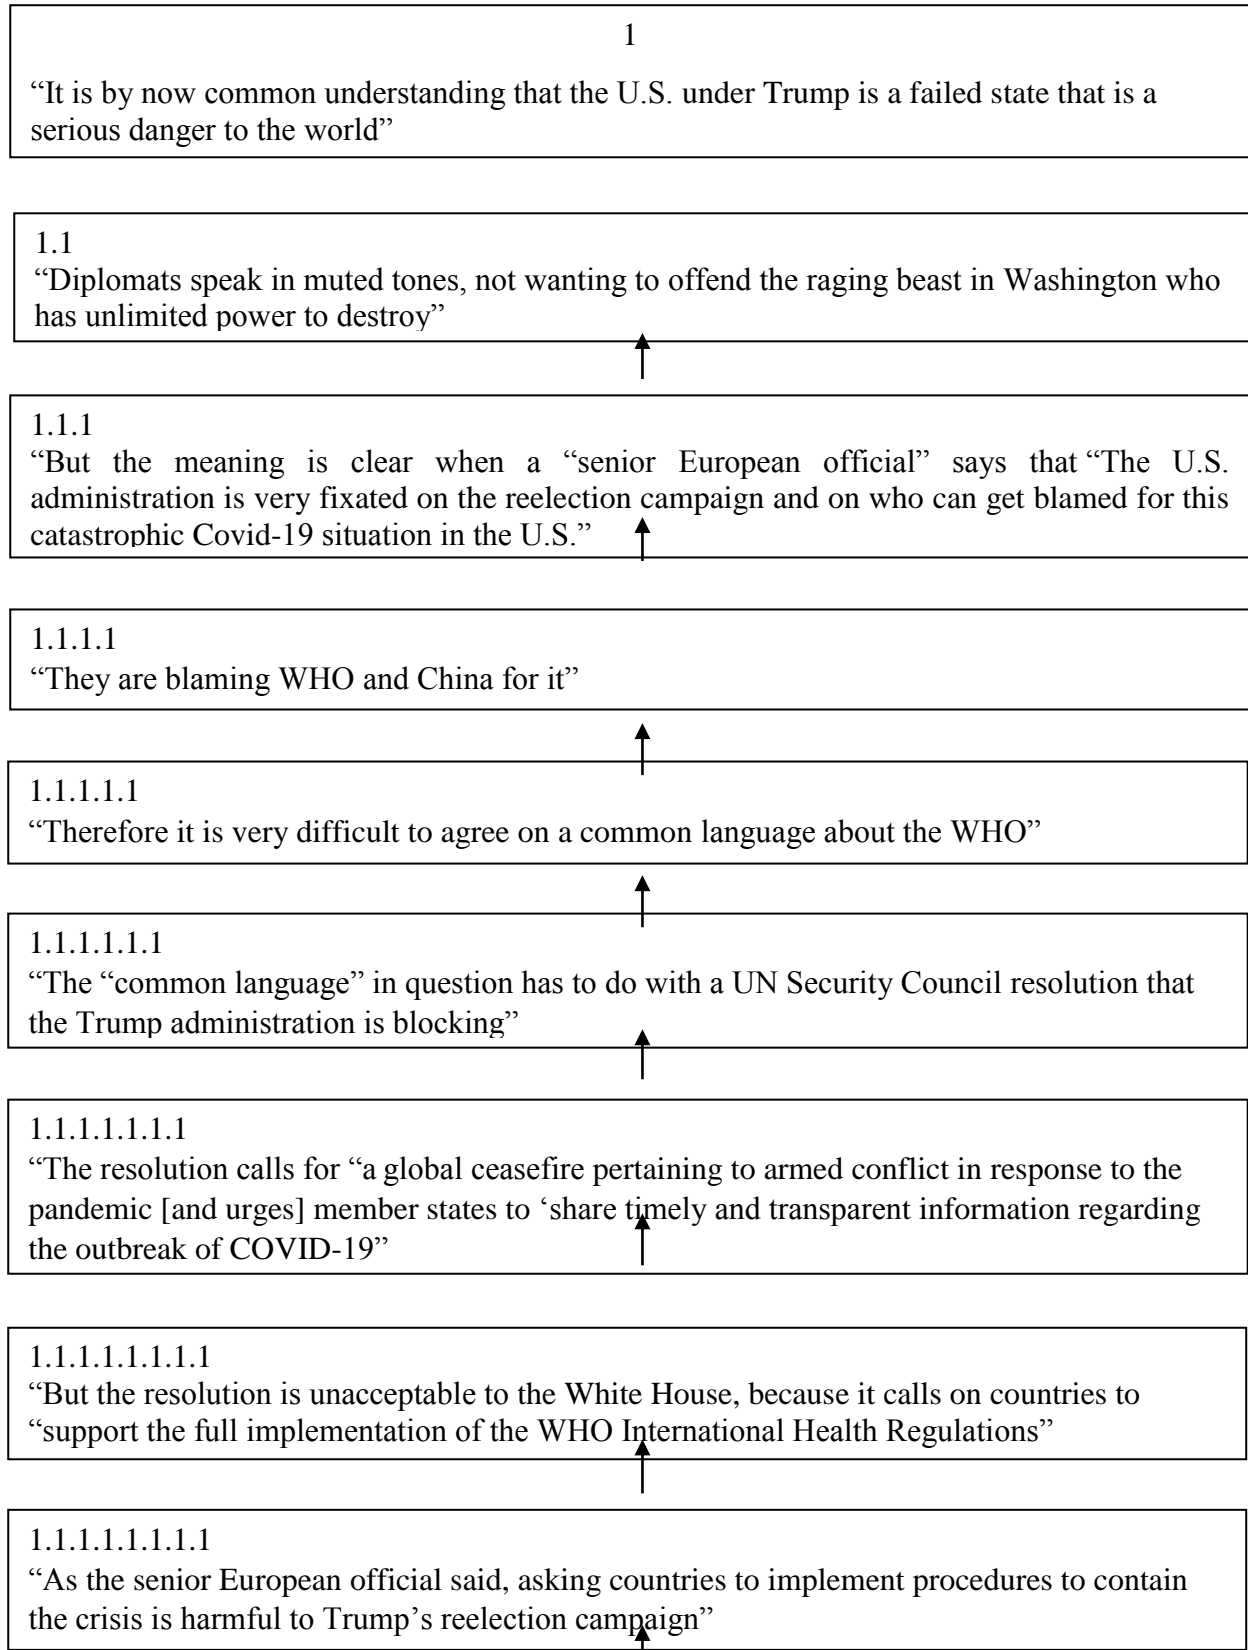 1
“It is by now common understanding that the U.S. under Trump is a failed state that is a
serious danger to the world”
1.1
“Diplomats speak in muted tones, not wanting to offend the raging beast in Washington who
has unlimited power to destroy”
1.1.1
“But the meaning is clear when a “senior European official” says that “The U.S.
administration is very fixated on the reelection campaign and on who can get blamed for this
catastrophic Covid-19 situation in the U.S.”
1.1.1.1
“They are blaming WHO and China for it”
1.1.1.1.1
“Therefore it is very difficult to agree on a common language about the WHO”
1.1.1.1.1.1
“The “common language” in question has to do with a UN Security Council resolution that
the Trump administration is blocking”
1.1.1.1.1.1.1
“The resolution calls for “a global ceasefire pertaining to armed conflict in response to the
pandemic [and urges] member states to ‘share timely and transparent information regarding
the outbreak of COVID-19”
1.1.1.1.1.1.1.1
“But the resolution is unacceptable to the White House, because it calls on countries to
“support the full implementation of the WHO International Health Regulations”
1.1.1.1.1.1.1.1
“As the senior European official said, asking countries to implement procedures to contain
the crisis is harmful to Trump’s reelection campaign”